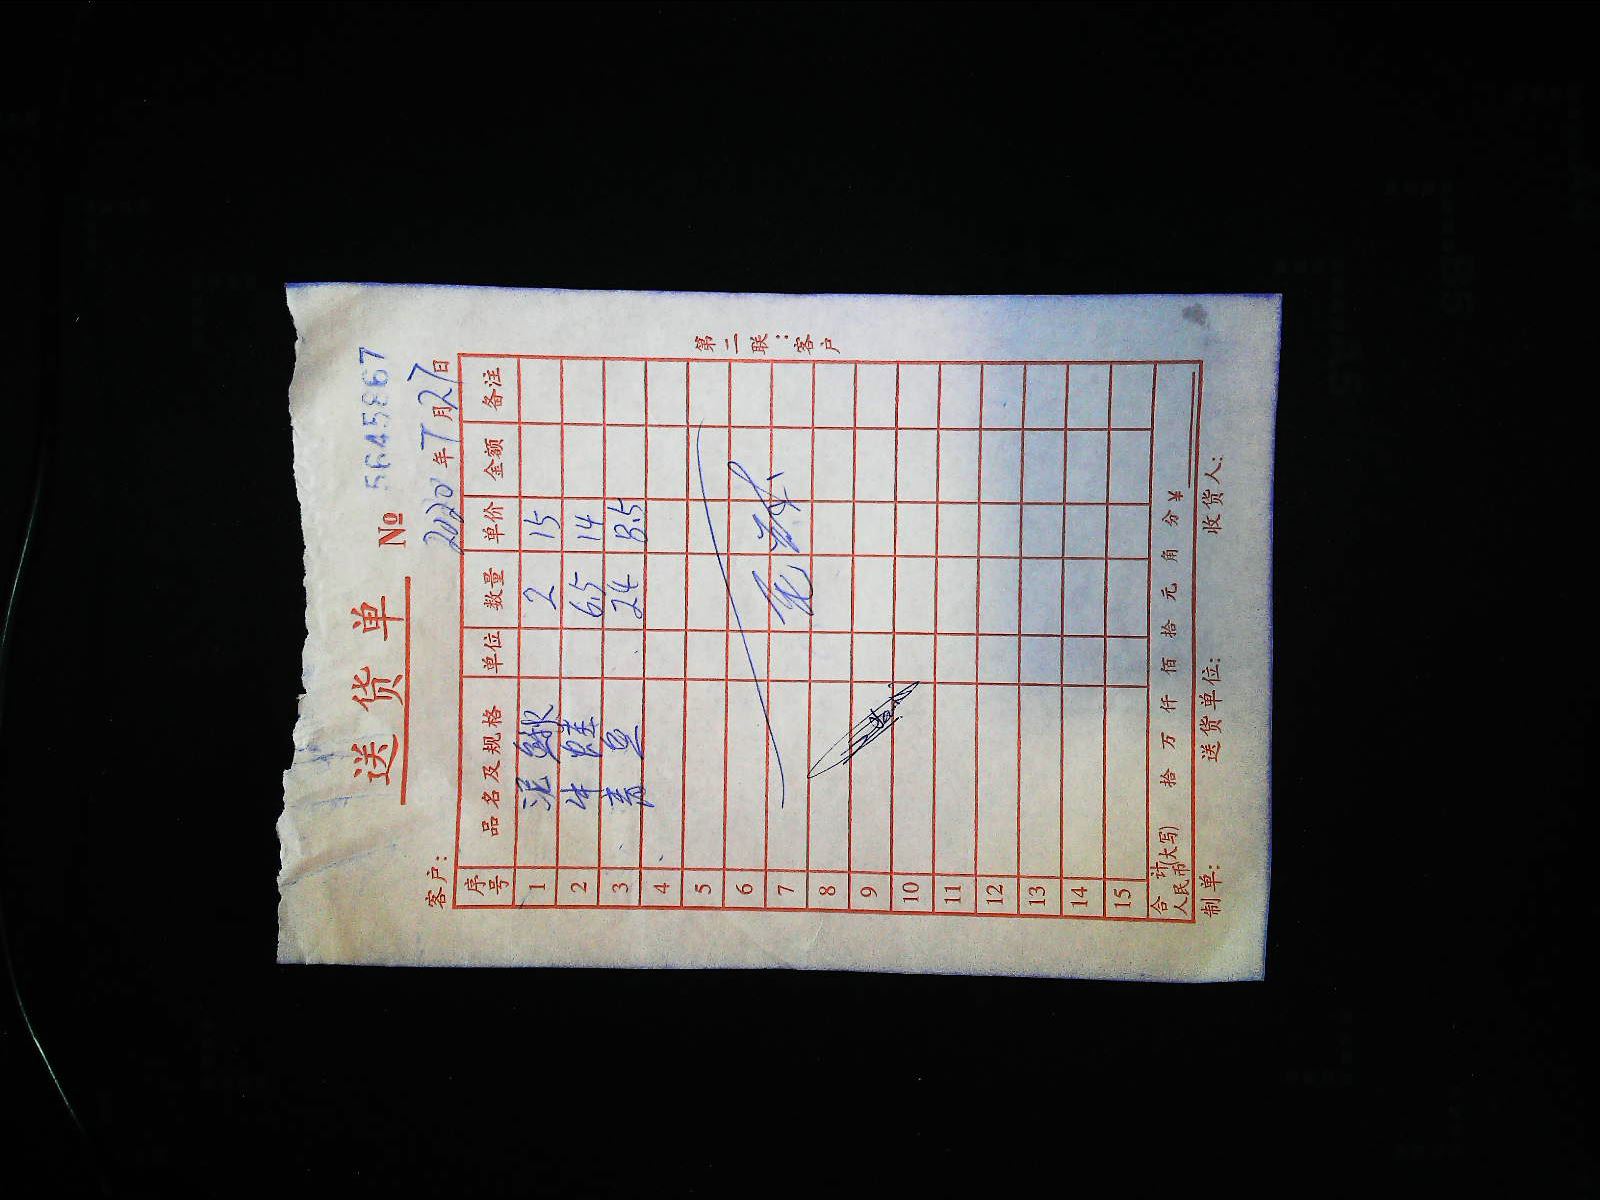 送货单 № 5645867
客户: 2020年7月27日
序号 品名及规格 单位 数量 单价 金额 备注
1 泥鳅 2 15
2 牛蛙 6.5 14
3 青鱼 24 13.5
4
5
6
7
8
9
10
11
12
13
14
15
合计人民币(大写) 拾 万 仟 佰 拾 元 角 分 ¥
制单: 送货单位: 收货人:
第二联:客户